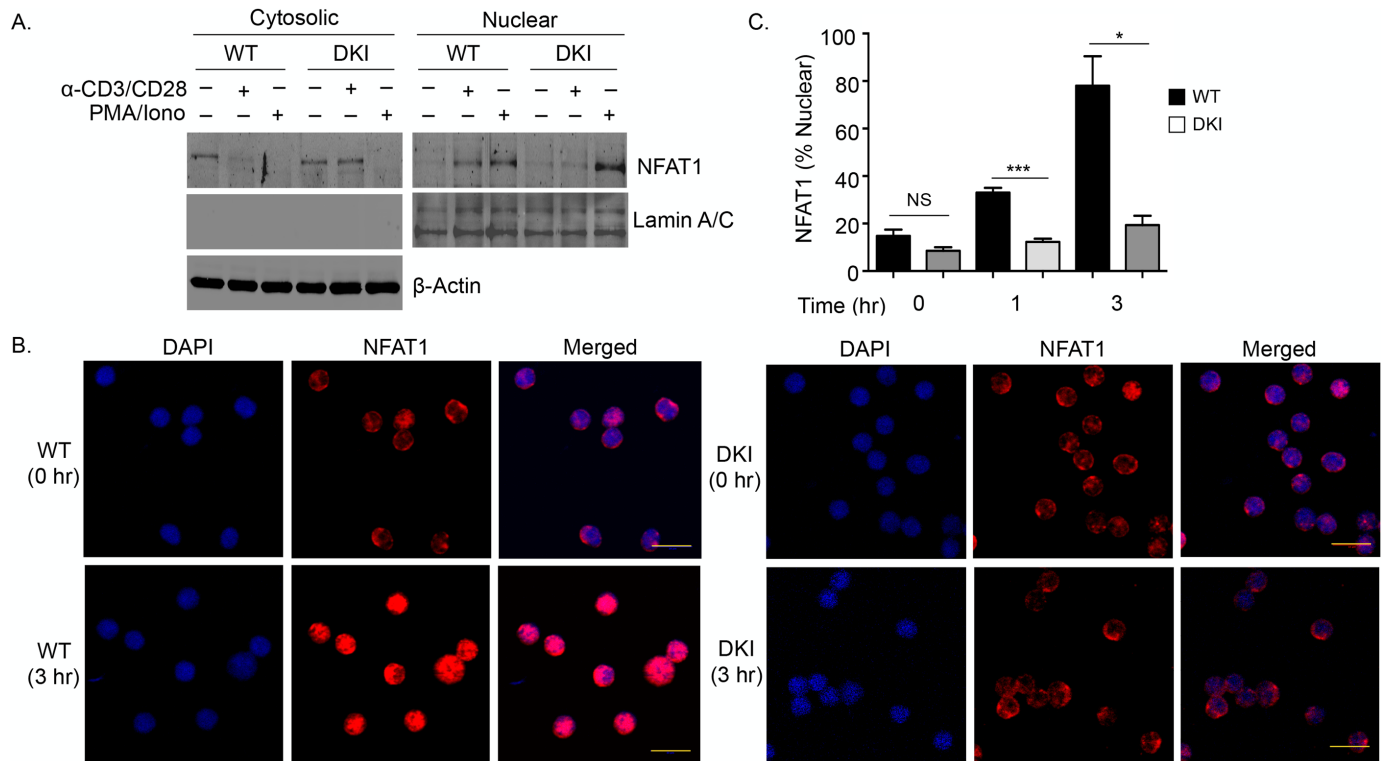 A.
Cytosolic Nuclear
WT DKI WT DKI
α-CD3/CD28 – + – – + – – + – – + –
PMA/Iono – – + – – + – – + – – +
NFAT1
Lamin A/C
β-Actin
C.
100
80
60
40
20
0
NFAT1 (% Nuclear)
NS
***
*
WT
DKI
Time (hr) 0 1 3
B.
DAPI NFAT1 Merged
WT
(0 hr)
WT
(3 hr)
DAPI NFAT1 Merged
DKI
(0 hr)
DKI
(3 hr)